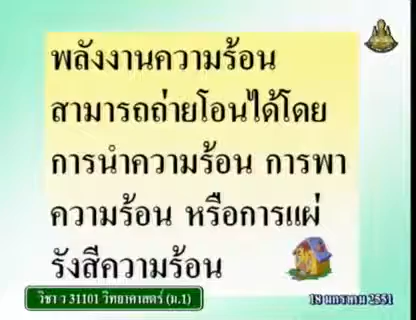 พลังงานความร้อน
สามารถถ่ายโอนได้โดย
การนำความร้อน การพา
ความร้อน หรือการแผ่
รังสีความร้อน
วิชา ว 31101 วิทยาศาสตร์ (ม.1)
18 มกราคม 2551